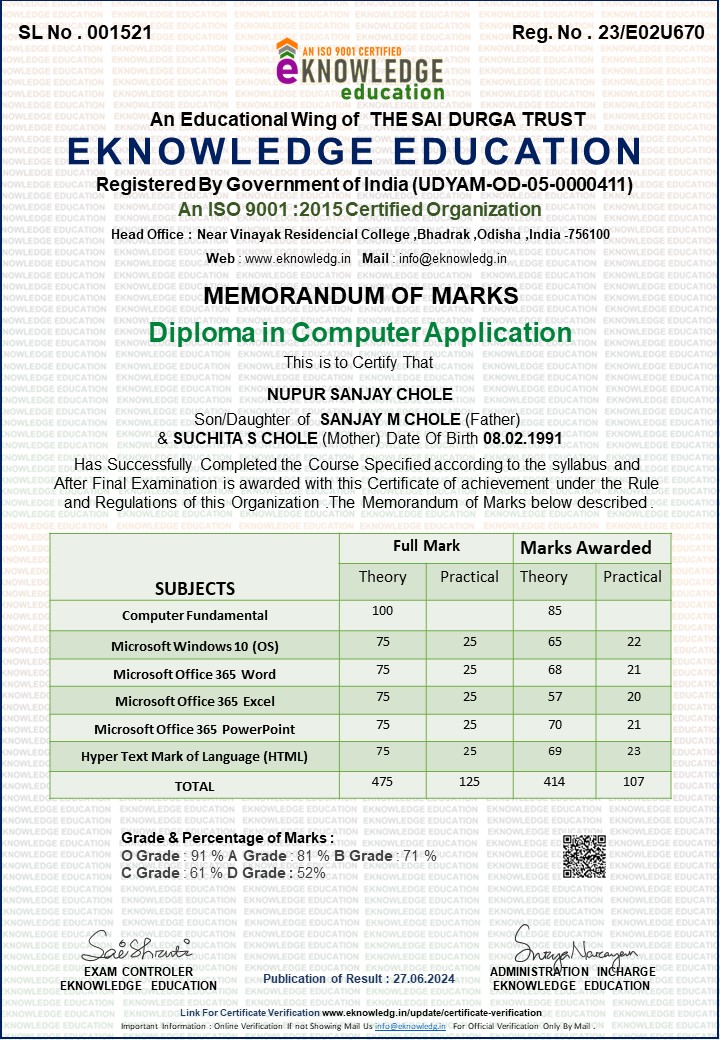 SL No . 001521 Reg. No . 23/E02U670
AN ISO 9001 CERTIFIED
eKNOWLEDGE
education
An Educational Wing of THE SAI DURGA TRUST
EKNOWLEDGE EDUCATION
Registered By Government of India (UDYAM-OD-05-0000411)
An ISO 9001 :2015 Certified Organization
Head Office : Near Vinayak Residencial College ,Bhadrak ,Odisha ,India -756100
Web : www.eknowledg.in Mail : info@eknowledg.in
MEMORANDUM OF MARKS
Diploma in Computer Application
This is to Certify That
NUPUR SANJAY CHOLE
Son/Daughter of SANJAY M CHOLE (Father)
& SUCHITA S CHOLE (Mother) Date Of Birth 08.02.1991
Has Successfully Completed the Course Specified according to the syllabus and
After Final Examination is awarded with this Certificate of achievement under the Rule
and Regulations of this Organization .The Memorandum of Marks below described .
Full Mark Marks Awarded
SUBJECTS Theory Practical Theory Practical
Computer Fundamental 100 85
Microsoft Windows 10 (OS) 75 25 65 22
Microsoft Office 365 Word 75 25 68 21
Microsoft Office 365 Excel 75 25 57 20
Microsoft Office 365 PowerPoint 75 25 70 21
Hyper Text Mark of Language (HTML) 75 25 69 23
TOTAL 475 125 414 107
Grade & Percentage of Marks :
O Grade : 91 % A Grade : 81 % B Grade : 71 %
C Grade : 61 % D Grade : 52%
Sai Shruti Surya Narayan
EXAM CONTROLER ADMINISTRATION INCHARGE
EKNOWLEDGE EDUCATION Publication of Result : 27.06.2024 EKNOWLEDGE EDUCATION
Link For Certificate Verification www.eknowledg.in/update/certificate-verification
Important Information : Online Verification If not Showing Mail Us info@eknowledg.in For Official Verification Only By Mail .